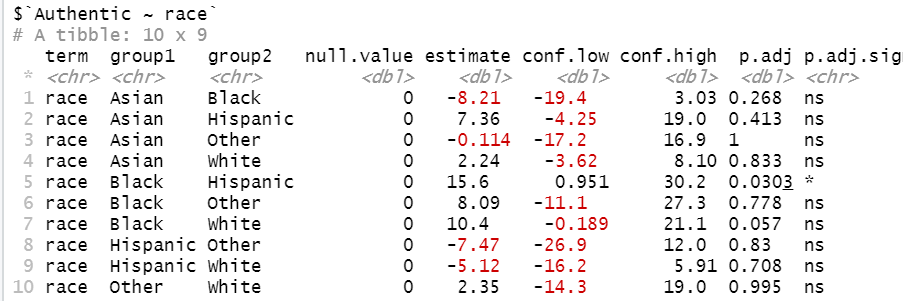 $`Authentic ~ race`
# A tibble: 10 x 9
term group1 group2 null.value estimate conf.low conf.high p.adj p.adj.sig
* <chr> <chr> <chr> <dbl> <dbl> <dbl> <dbl> <dbl> <chr>
1 race Asian Black 0 -8.21 -19.4 3.03 0.268 ns
2 race Asian Hispanic 0 7.36 -4.25 19.0 0.413 ns
3 race Asian Other 0 -0.114 -17.2 16.9 1 ns
4 race Asian White 0 2.24 -3.62 8.10 0.833 ns
5 race Black Hispanic 0 15.6 0.951 30.2 0.0303 *
6 race Black Other 0 8.09 -11.1 27.3 0.778 ns
7 race Black White 0 10.4 -0.189 21.1 0.057 ns
8 race Hispanic Other 0 -7.47 -26.9 12.0 0.83 ns
9 race Hispanic White 0 -5.12 -16.2 5.91 0.708 ns
10 race Other White 0 2.35 -14.3 19.0 0.995 ns